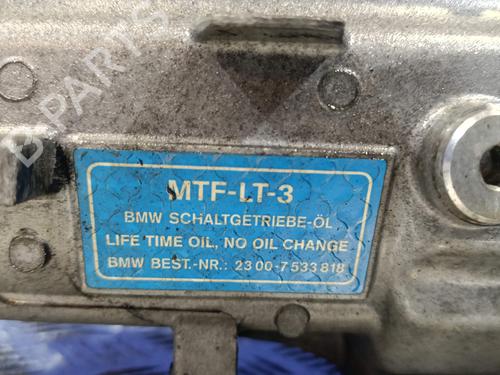 B-PARTS
MTF-LT-3
BMW SCHALTGETRIEBE-ÖL
LIFE TIME OIL, NO OIL CHANGE
BMW BEST.-NR.: 23 00-7 533 818